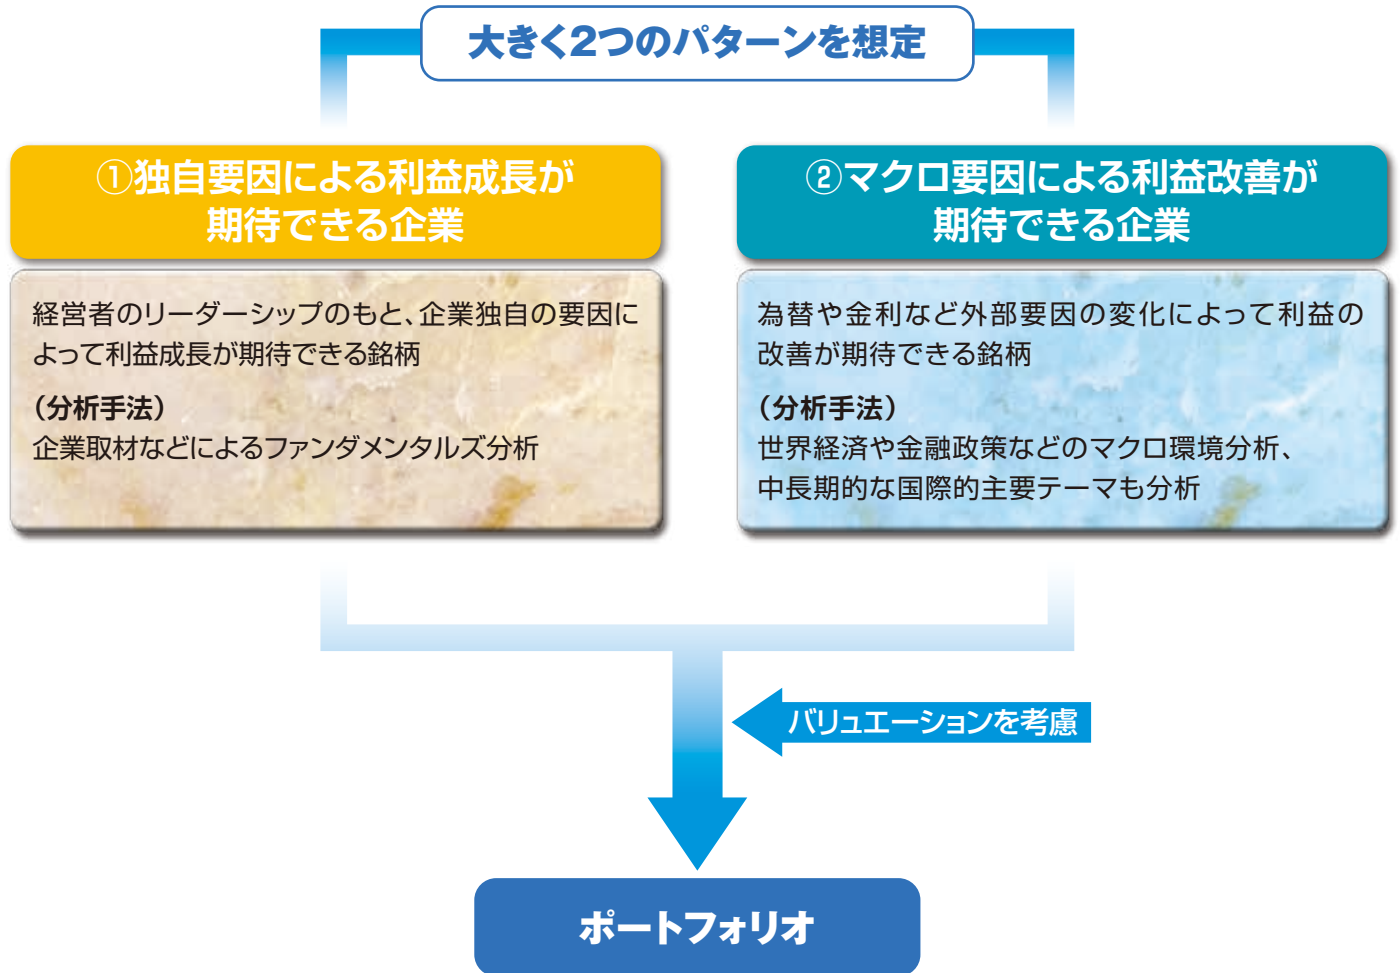 大きく2つのパターンを想定
①独自要因による利益成長が
期待できる企業
経営者のリーダーシップのもと、企業独自の要因に
よって利益成長が期待できる銘柄
（分析手法）
企業取材などによるファンダメンタルズ分析
②マクロ要因による利益改善が
期待できる企業
為替や金利など外部要因の変化によって利益の
改善が期待できる銘柄
（分析手法）
世界経済や金融政策などのマクロ環境分析、
中長期的な国際的主要テーマも分析
バリュエーションを考慮
ポートフォリオ